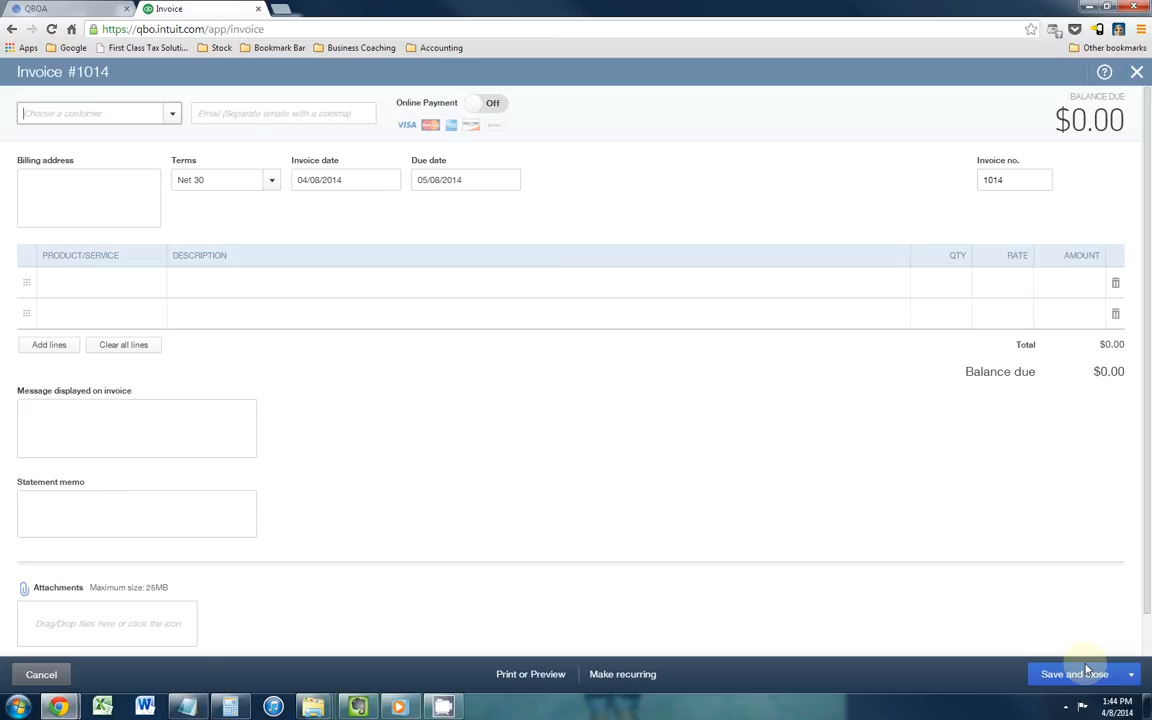 QBOA
Invoice
https://qbo.intuit.com/app/invoice
Apps Google First Class Tax Soluti... Stock Bookmark Bar Business Coaching Accounting Other bookmarks
Invoice #1014
Choose a customer Email (Separate emails with a comma) Online Payment Off
VISA
BALANCE DUE
$0.00
Billing address Terms Invoice date Due date Invoice no.
Net 30 04/08/2014 05/08/2014 1014
PRODUCT/SERVICE DESCRIPTION QTY RATE AMOUNT
Add lines Clear all lines Total $0.00
Balance due $0.00
Message displayed on invoice
Statement memo
Attachments Maximum size: 25MB
Drag/Drop files here or click the icon
Cancel Print or Preview Make recurring Save and close
1:44 PM
4/8/2014